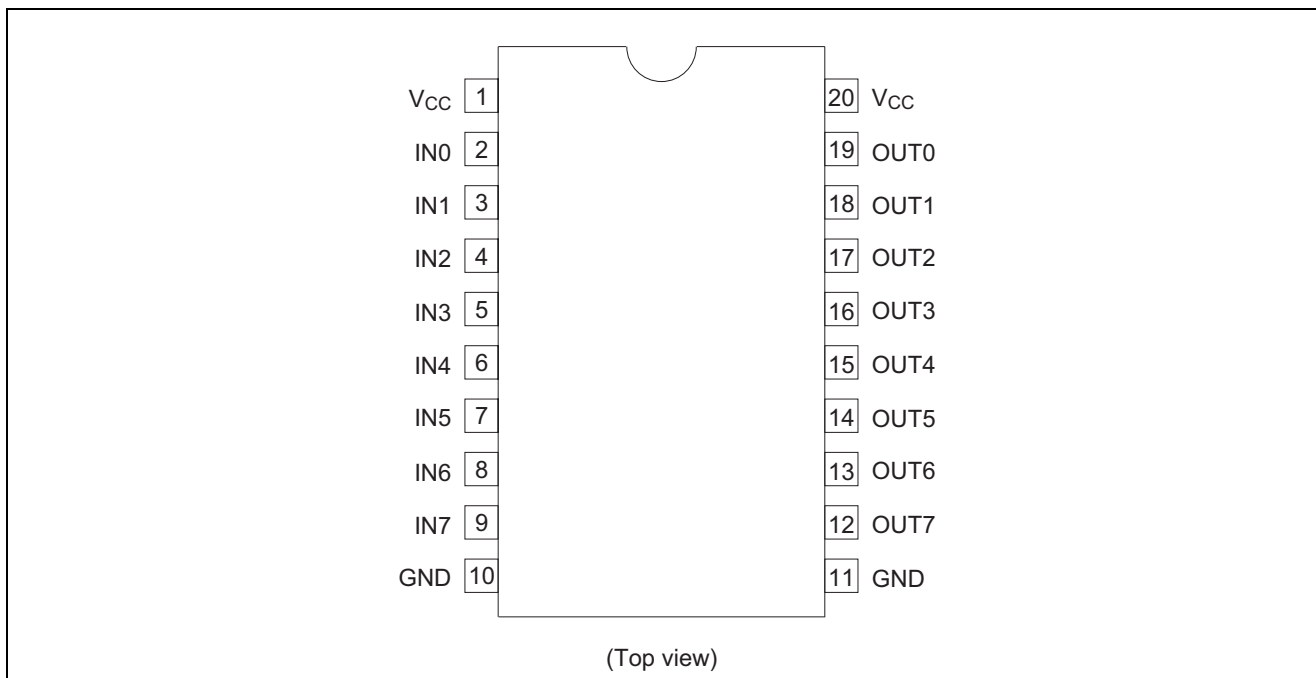 VCC 1 20 VCC
IN0 2 19 OUT0
IN1 3 18 OUT1
IN2 4 17 OUT2
IN3 5 16 OUT3
IN4 6 15 OUT4
IN5 7 14 OUT5
IN6 8 13 OUT6
IN7 9 12 OUT7
GND 10 11 GND
(Top view)